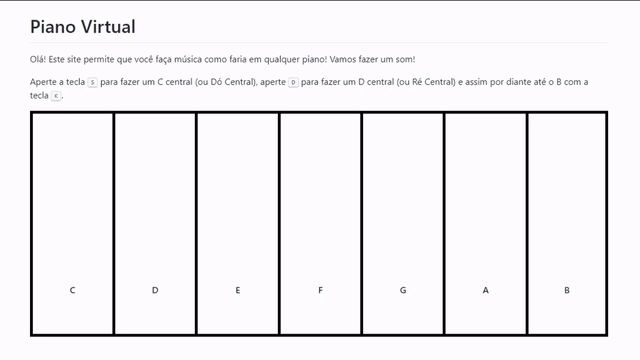 Piano Virtual
Olá! Este site permite que você faça música como faria em qualquer piano! Vamos fazer um som!
Aperte a tecla S para fazer um C central (ou Dó Central), aperte D para fazer um D central (ou Ré Central) e assim por diante até o B com a
tecla K.
C D E F G A B